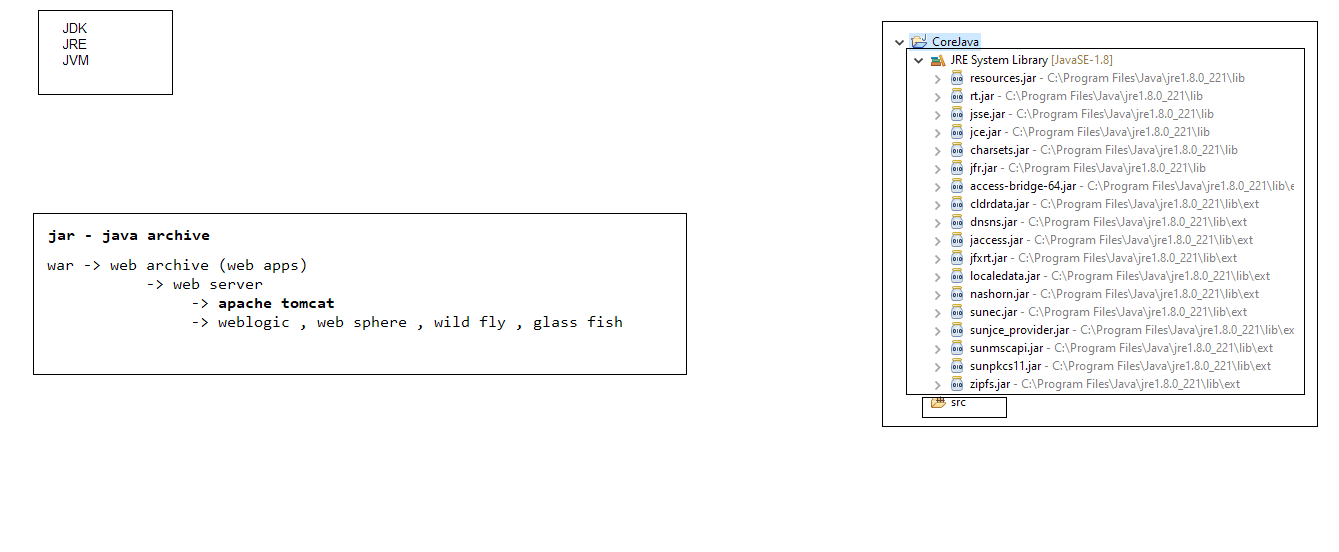 JDK
JRE
JVM
jar - java archive
war -> web archive (web apps)
-> web server
-> apache tomcat
-> weblogic , web sphere , wild fly , glass fish
CoreJava
JRE System Library [JavaSE-1.8]
resources.jar - C:\Program Files\Java\jre1.8.0_221\lib
rt.jar - C:\Program Files\Java\jre1.8.0_221\lib
jsse.jar - C:\Program Files\Java\jre1.8.0_221\lib
jce.jar - C:\Program Files\Java\jre1.8.0_221\lib
charsets.jar - C:\Program Files\Java\jre1.8.0_221\lib
jfr.jar - C:\Program Files\Java\jre1.8.0_221\lib
access-bridge-64.jar - C:\Program Files\Java\jre1.8.0_221\lib\e
cldrdata.jar - C:\Program Files\Java\jre1.8.0_221\lib\ext
dnsns.jar - C:\Program Files\Java\jre1.8.0_221\lib\ext
jaccess.jar - C:\Program Files\Java\jre1.8.0_221\lib\ext
jfxrt.jar - C:\Program Files\Java\jre1.8.0_221\lib\ext
localedata.jar - C:\Program Files\Java\jre1.8.0_221\lib\ext
nashorn.jar - C:\Program Files\Java\jre1.8.0_221\lib\ext
sunec.jar - C:\Program Files\Java\jre1.8.0_221\lib\ext
sunjce_provider.jar - C:\Program Files\Java\jre1.8.0_221\lib\ex
sunmscapi.jar - C:\Program Files\Java\jre1.8.0_221\lib\ext
sunpkcs11.jar - C:\Program Files\Java\jre1.8.0_221\lib\ext
zipfs.jar - C:\Program Files\Java\jre1.8.0_221\lib\ext
src